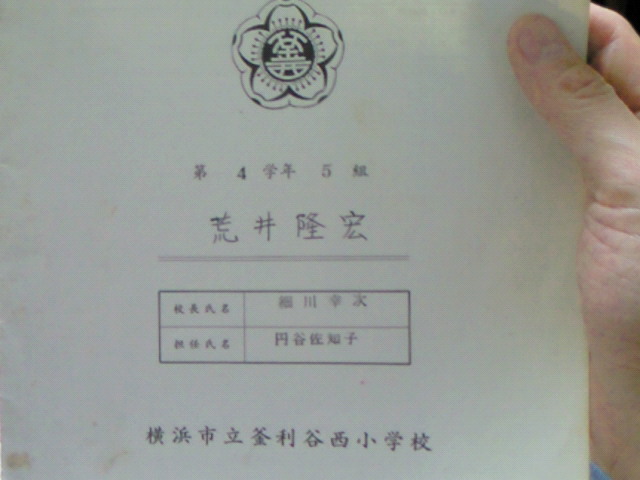 釜
第 4 学年 5 組
荒井隆宏
校長氏名 細川幸次
担任氏名 円谷佐知子
横浜市立釜利谷西小学校